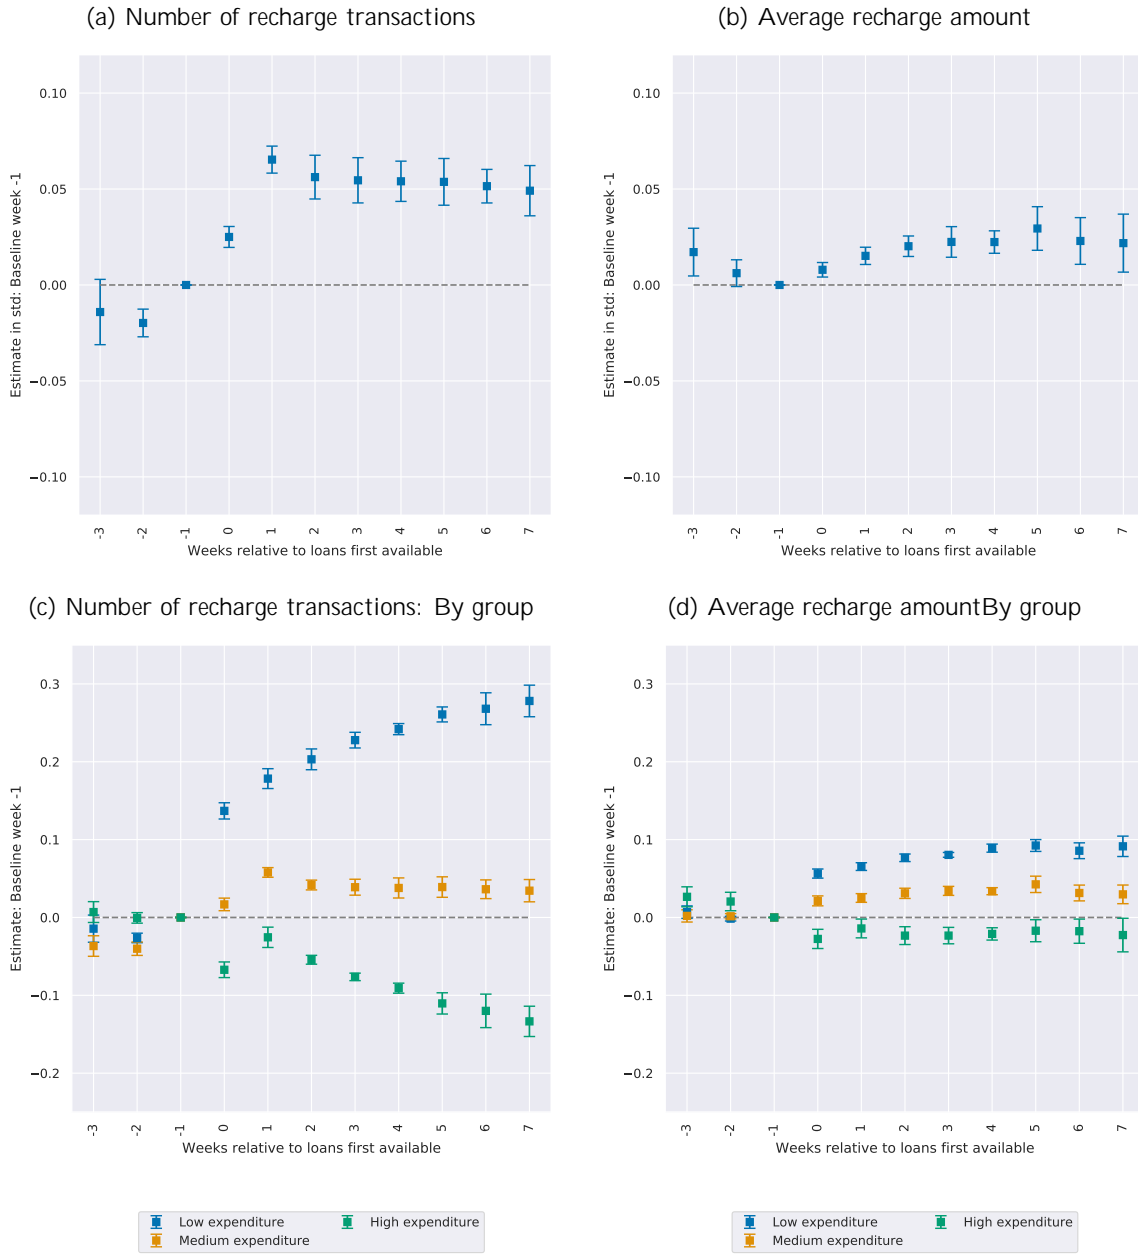 (a) Number of recharge transactions
Estimate in std: Baseline week -1
0.10
0.05
0.00
−0.05
−0.10
-3 -2 -1 0 1 2 3 4 5 6 7
Weeks relative to loans first available
(b) Average recharge amount
Estimate in std: Baseline week -1
0.10
0.05
0.00
−0.05
−0.10
-3 -2 -1 0 1 2 3 4 5 6 7
Weeks relative to loans first available
(c) Number of recharge transactions: By group
Estimate: Baseline week -1
0.3
0.2
0.1
0.0
−0.1
−0.2
-3 -2 -1 0 1 2 3 4 5 6 7
Weeks relative to loans first available
Low expenditure
Medium expenditure
High expenditure
(d) Average recharge amountBy group
Estimate: Baseline week -1
0.3
0.2
0.1
0.0
−0.1
−0.2
-3 -2 -1 0 1 2 3 4 5 6 7
Weeks relative to loans first available
Low expenditure
Medium expenditure
High expenditure